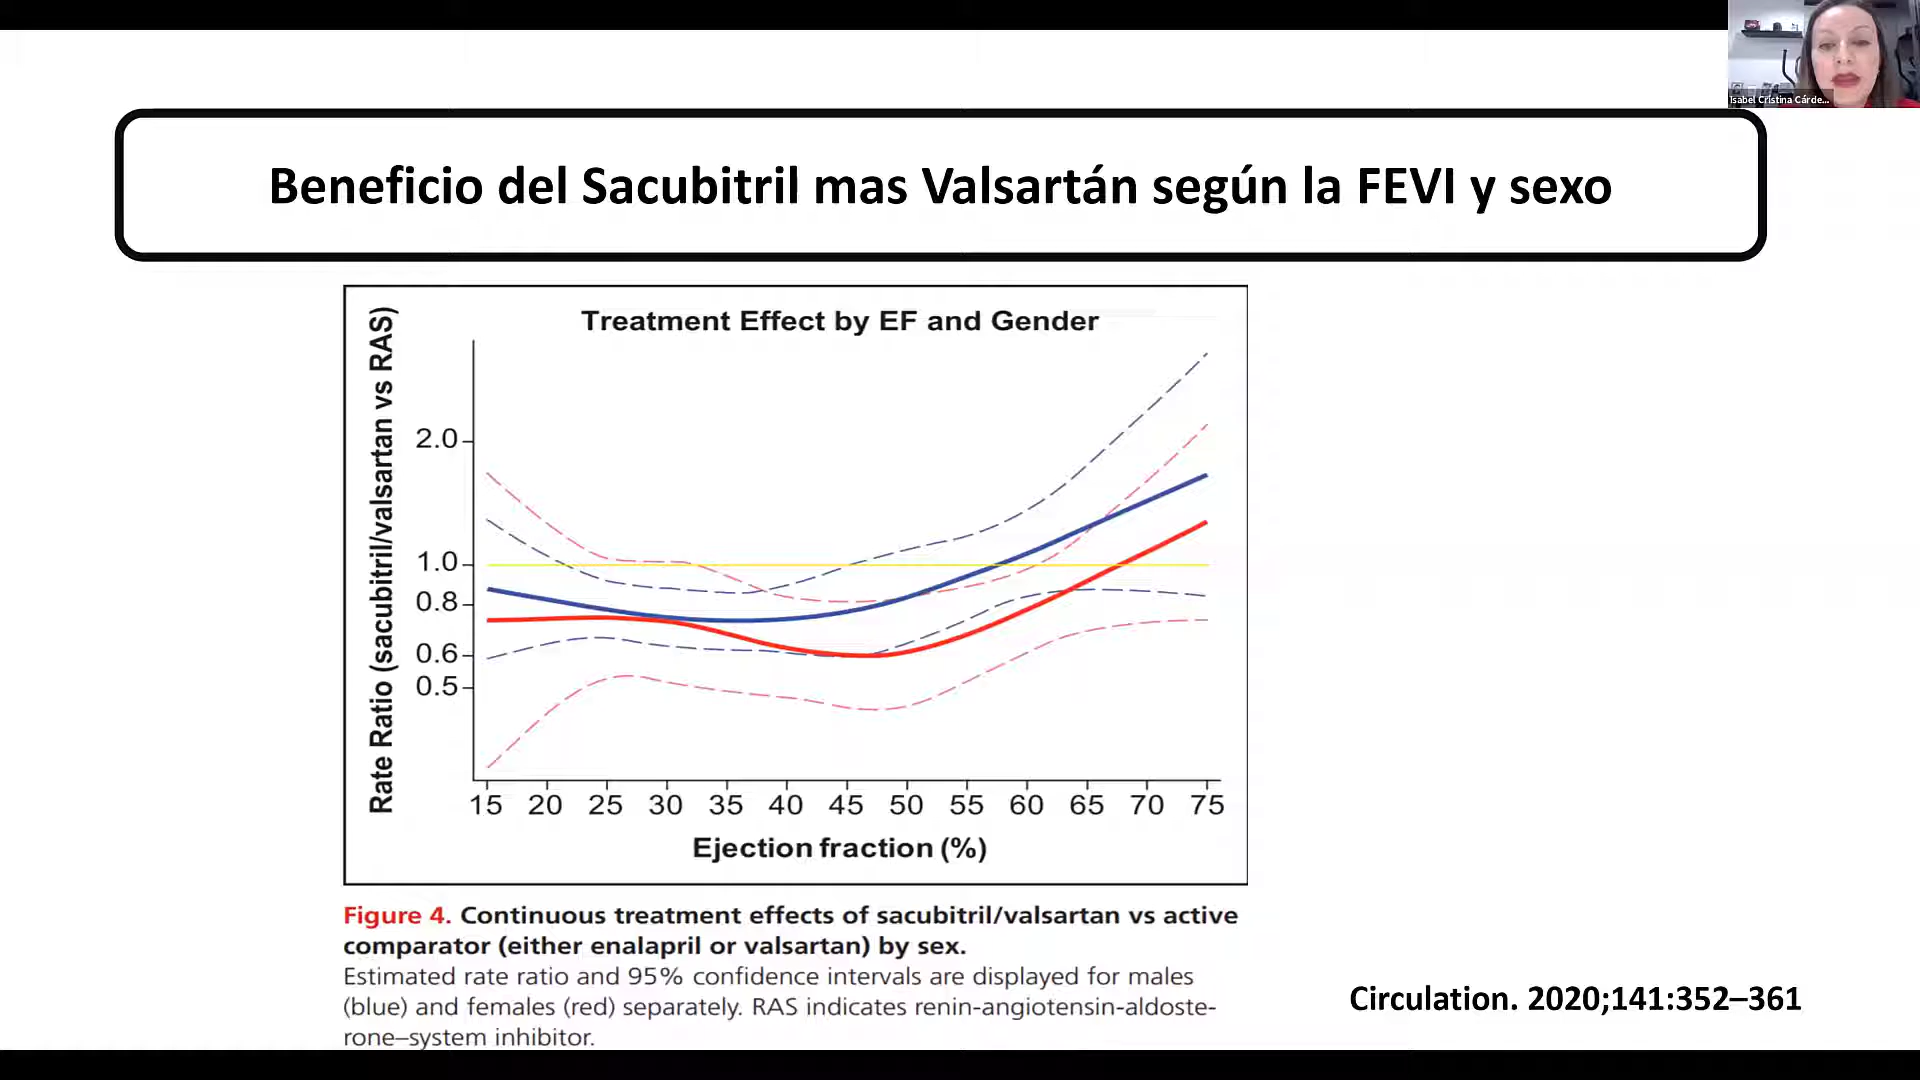 Isabel Cristina Cárde...
Beneficio del Sacubitril mas Valsartán según la FEVI y sexo
Treatment Effect by EF and Gender
Rate Ratio (sacubitril/valsartan vs RAS)
2.0
1.0
0.8
0.6
0.5
15 20 25 30 35 40 45 50 55 60 65 70 75
Ejection fraction (%)
Figure 4. Continuous treatment effects of sacubitril/valsartan vs active
comparator (either enalapril or valsartan) by sex.
Estimated rate ratio and 95% confidence intervals are displayed for males
(blue) and females (red) separately. RAS indicates renin-angiotensin-aldoste-
rone–system inhibitor.
Circulation. 2020;141:352–361